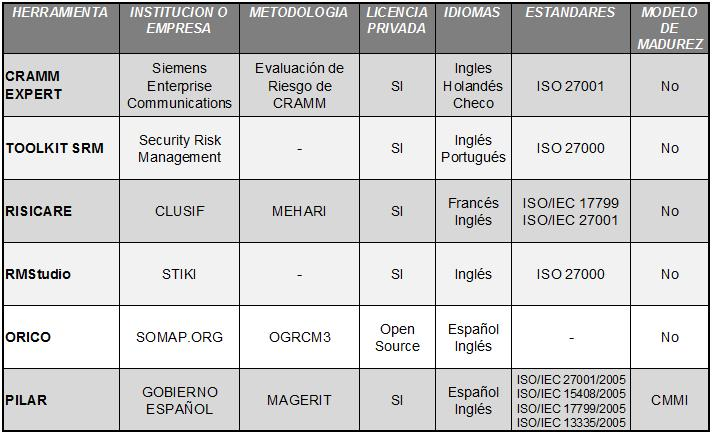 HERRAMIENTA INSTITUCION O EMPRESA METODOLOGIA LICENCIA PRIVADA IDIOMAS ESTANDARES MODELO DE MADUREZ
CRAMM EXPERT Siemens Enterprise Communications Evaluación de Riesgo de CRAMM SI Ingles Holandés Checo ISO 27001 No
TOOLKIT SRM Security Risk Management - SI Inglés Portugués ISO 27000 No
RISICARE CLUSIF MEHARI SI Francés Inglés ISO/IEC 17799 ISO/IEC 27001 No
RMStudio STIKI - SI Inglés ISO 27000 No
ORICO SOMAP.ORG OGRCM3 Open Source Español Inglés - No
PILAR GOBIERNO ESPAÑOL MAGERIT SI Español Inglés ISO/IEC 27001/2005 ISO/IEC 15408/2005 ISO/IEC 17799/2005 ISO/IEC 13335/2005 CMMI